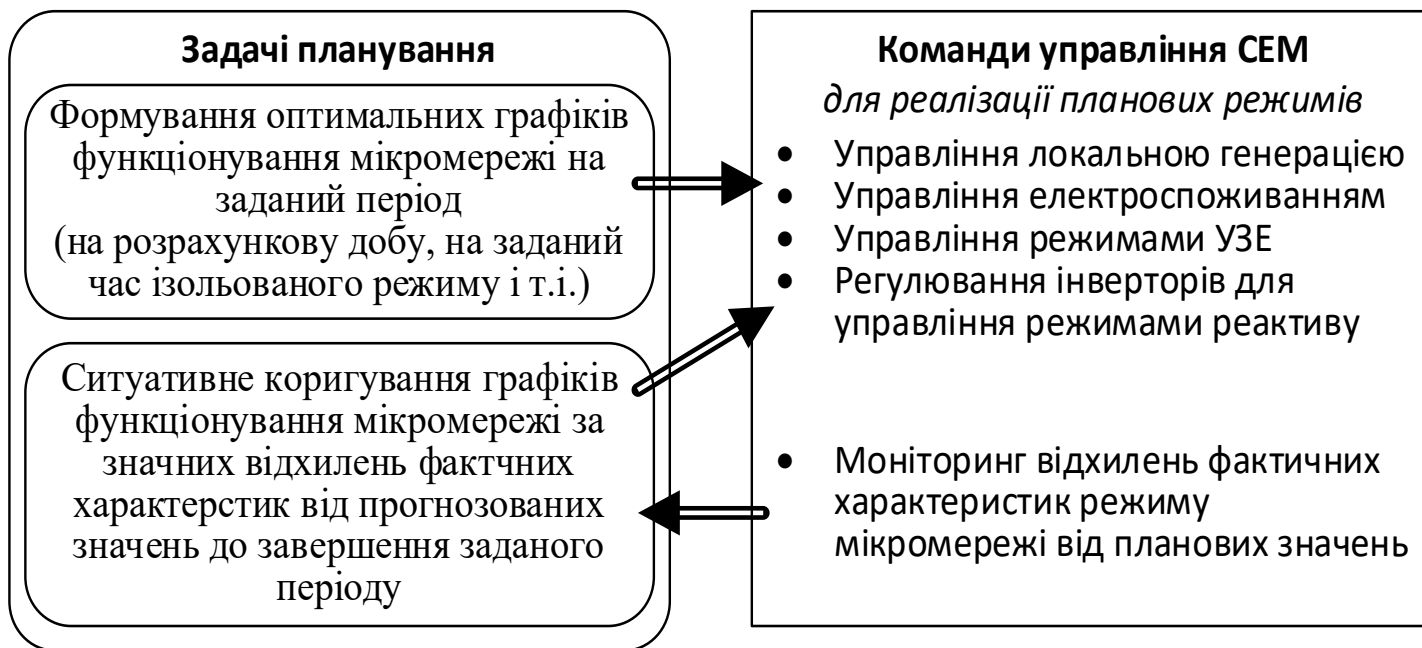 Задачі планування
Формування оптимальних графіків
функціонування мікромережі на
заданий період
(на розрахункову добу, на заданий
час ізольованого режиму і т.і.)
Ситуативне коригування графіків
функціонування мікромережі за
значних відхилень фактчних
характерстик від прогнозованих
значень до завершення заданого
періоду
Команди управління СЕМ
для реалізації планових режимів
• Управління локальною генерацією
• Управління електроспоживанням
• Управління режимами УЗЕ
• Регулювання інверторів для
управління режимами реактиву
• Моніторинг відхилень фактичних
характеристик режиму
мікромережі від планових значень